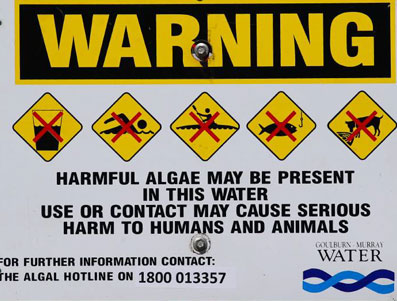 WARNING
HARMFUL ALGAE MAY BE PRESENT
IN THIS WATER
USE OR CONTACT MAY CAUSE SERIOUS
HARM TO HUMANS AND ANIMALS
FOR FURTHER INFORMATION CONTACT:
THE ALGAL HOTLINE ON 1800 013357
GOULBURN-MURRAY
WATER